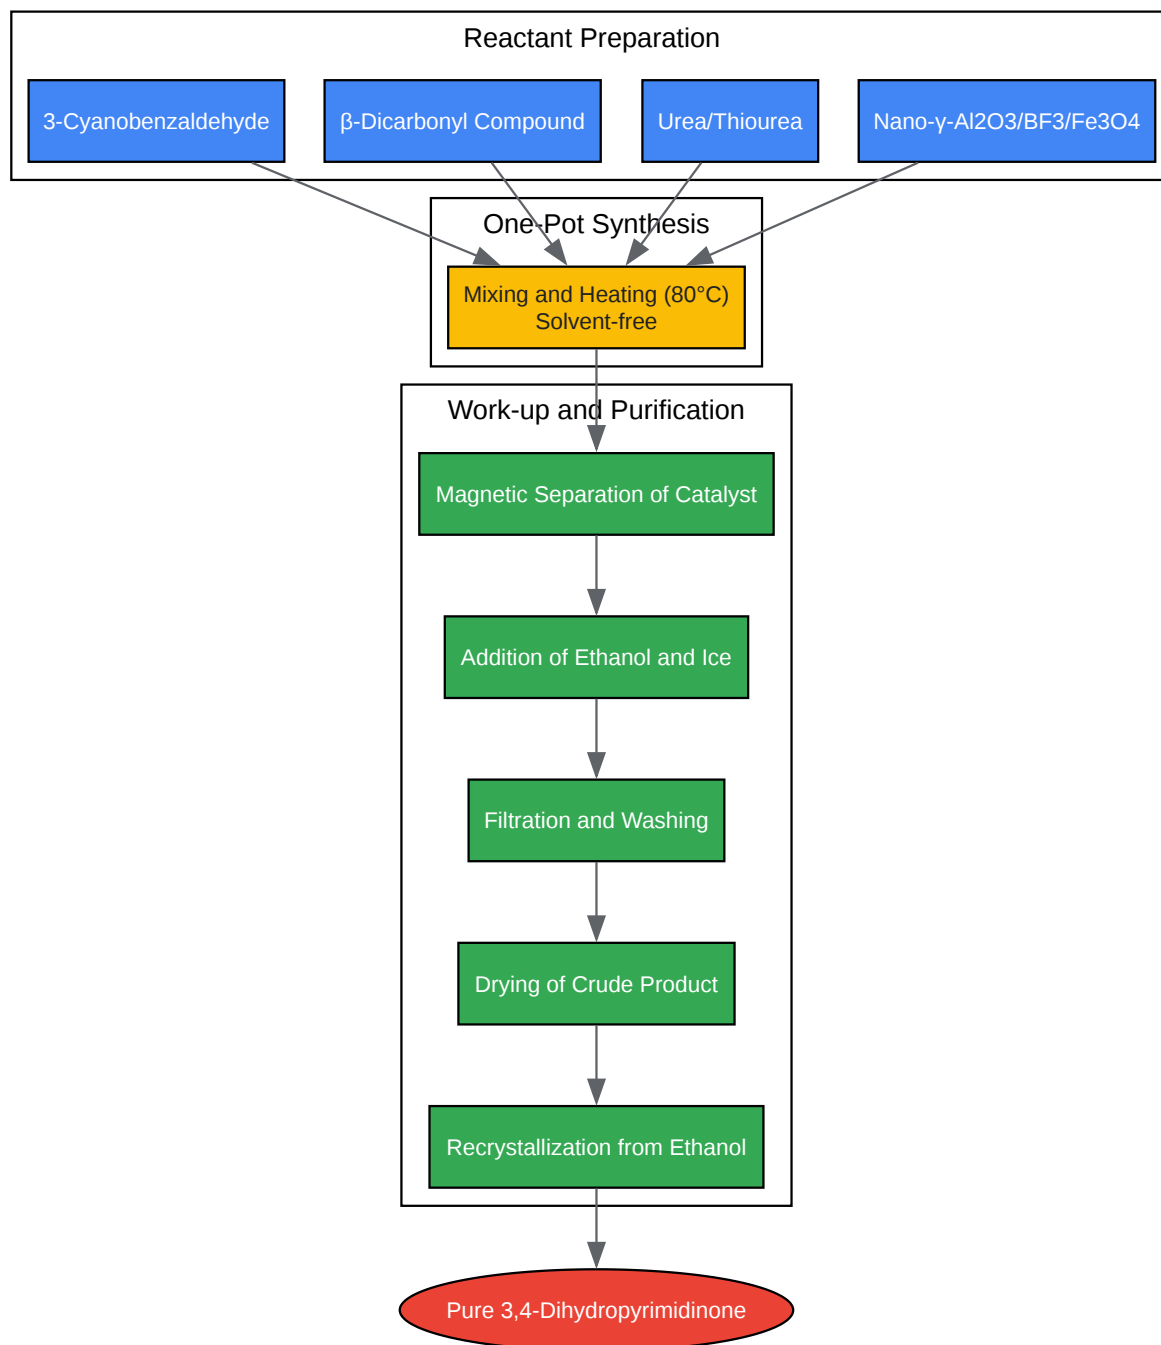 Reactant Preparation
3-Cyanobenzaldehyde
β-Dicarbonyl Compound
Urea/Thiourea
Nano-γ-Al2O3/BF3/Fe3O4
One-Pot Synthesis
Mixing and Heating (80°C)
Solvent-free
Work-up and Purification
Magnetic Separation of Catalyst
Addition of Ethanol and Ice
Filtration and Washing
Drying of Crude Product
Recrystallization from Ethanol
Pure 3,4-Dihydropyrimidinone